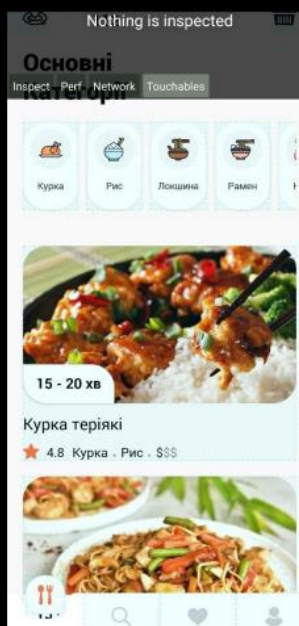 Nothing is inspected
Основні
Категорії
Inspect Perf Network Touchables
Курка Рис Локшина Рамен
15 - 20 хв
Курка теріякі
4.8 Курка . Рис . $$$